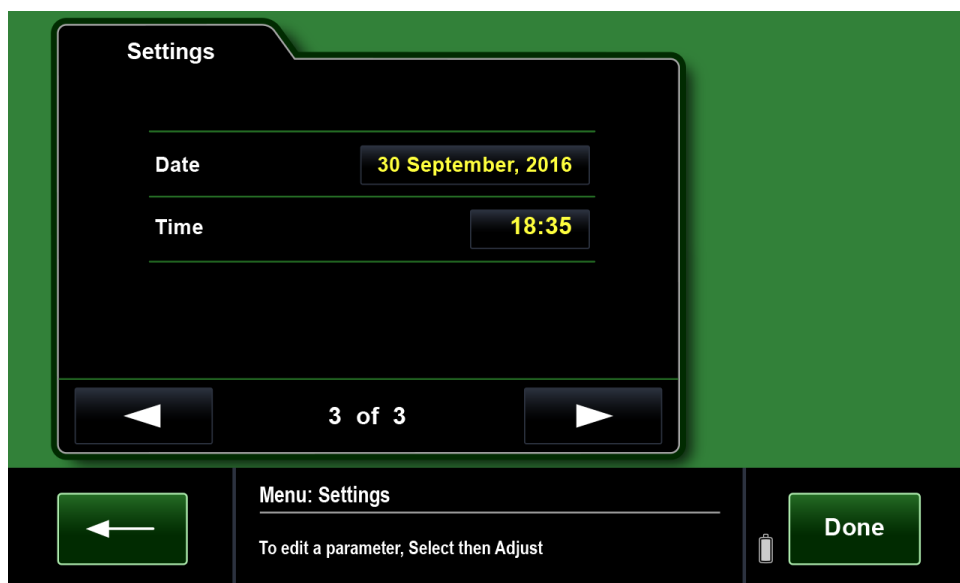 Settings
Date 30 September, 2016
Time 18:35
3 of 3
Menu: Settings
To edit a parameter, Select then Adjust
Done